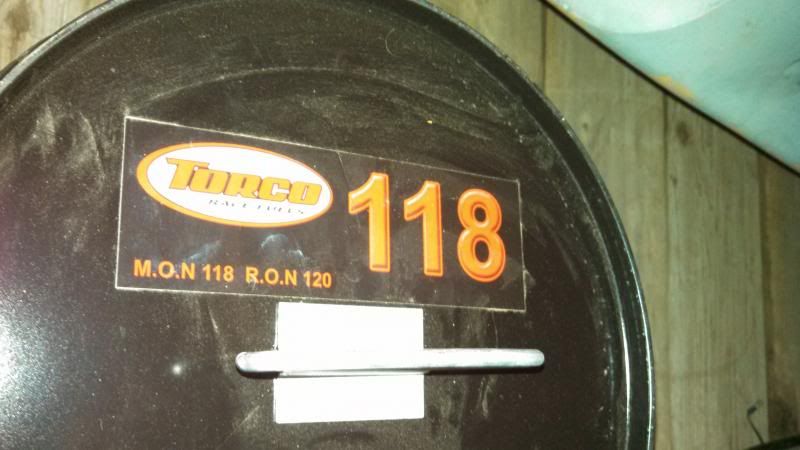 TORCO
RACE FUELS
118
M.O.N 118 R.O.N 120